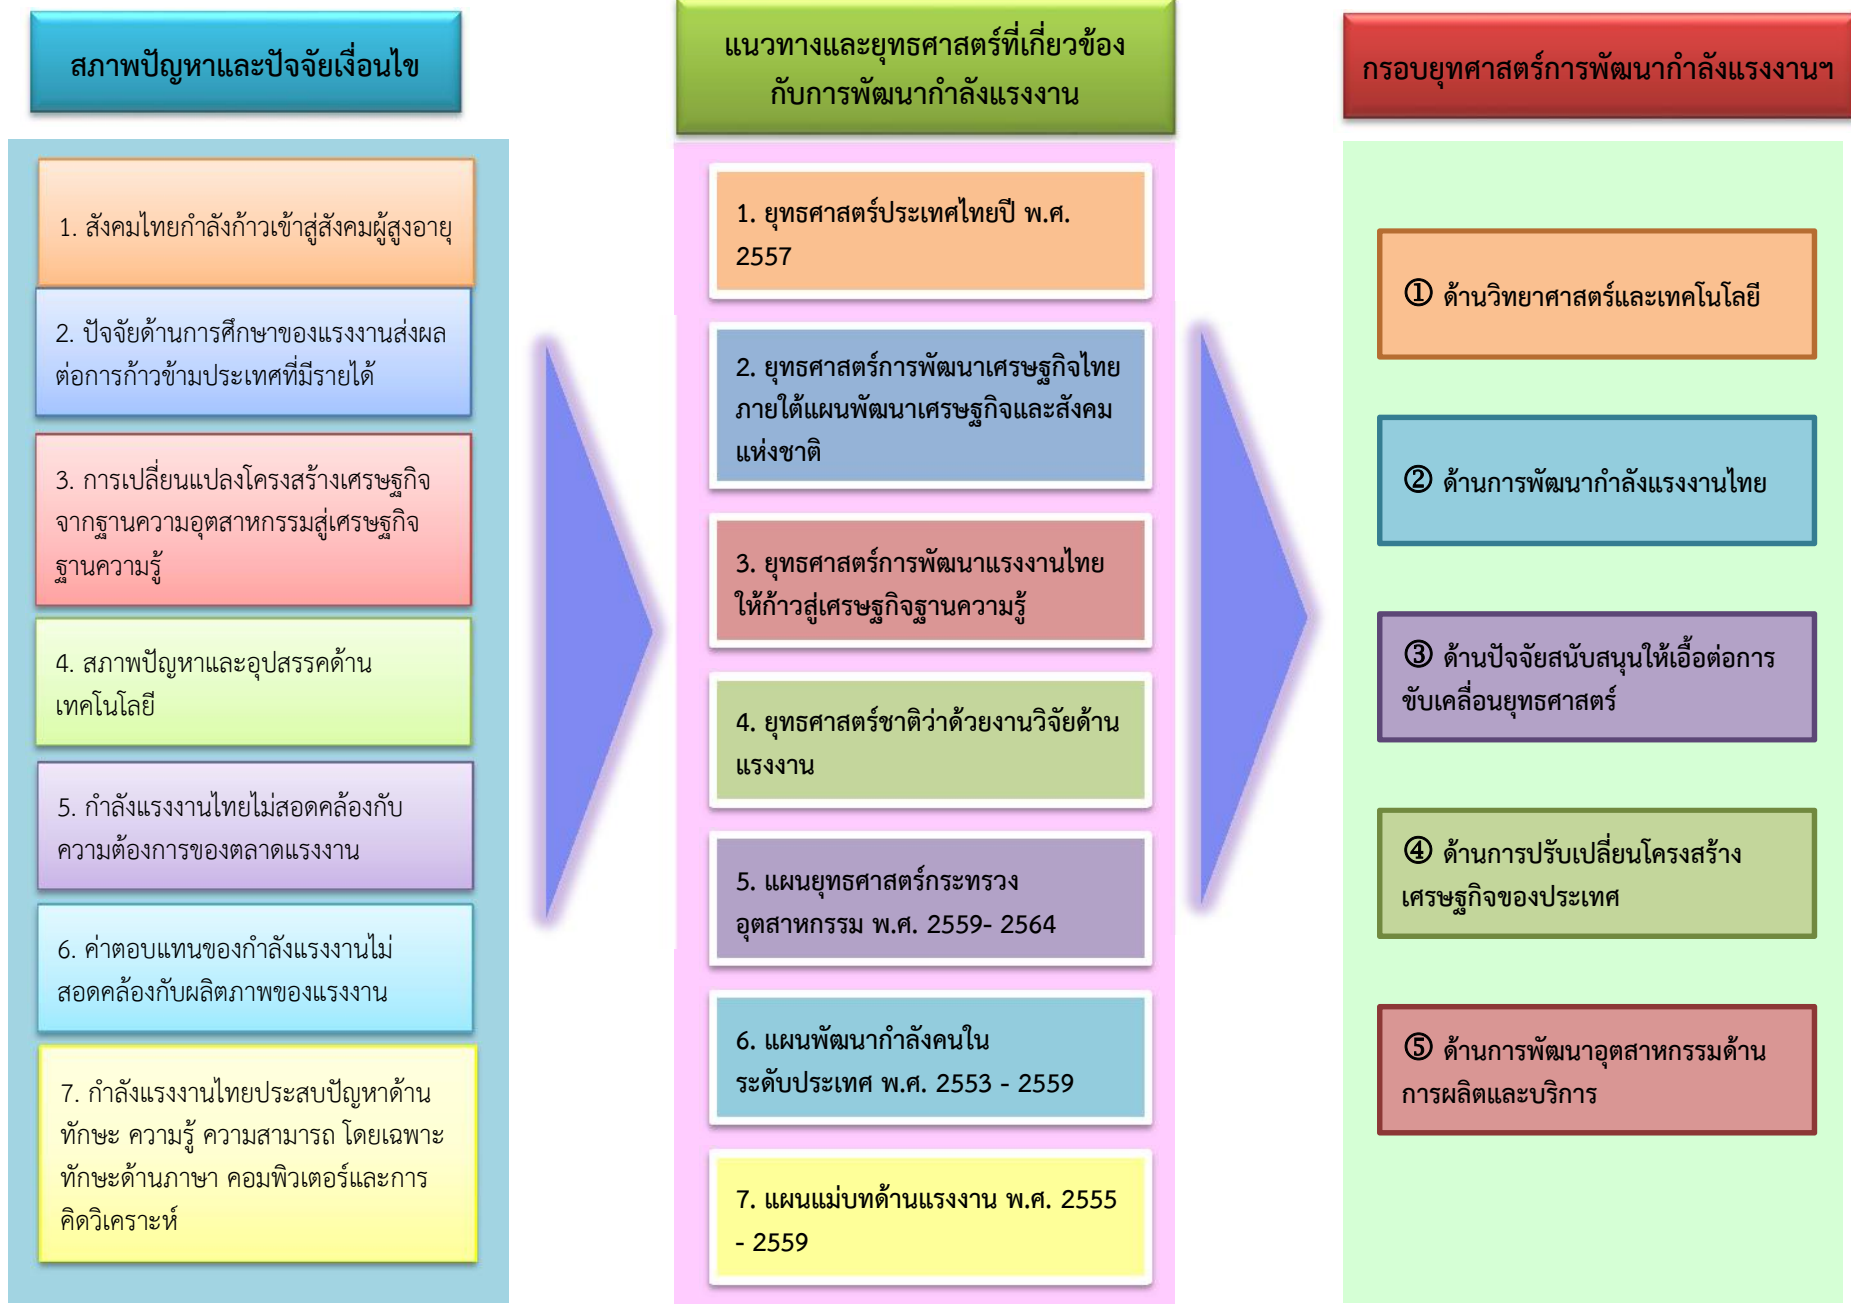 สภาพปัญหาและปัจจัยเงื่อนไข
1. สังคมไทยกำลังก้าวเข้าสู่สังคมผู้สูงอายุ
2. ปัจจัยด้านการศึกษาของแรงงานส่งผล
ต่อการก้าวข้ามประเทศที่มีรายได้
3. การเปลี่ยนแปลงโครงสร้างเศรษฐกิจ
จากฐานความอุตสาหกรรมสู่เศรษฐกิจ
ฐานความรู้
4. สภาพปัญหาและอุปสรรคด้าน
เทคโนโลยี
5. กำลังแรงงานไทยไม่สอดคล้องกับ
ความต้องการของตลาดแรงงาน
6. ค่าตอบแทนของกำลังแรงงานไม่
สอดคล้องกับผลิตภาพของแรงงาน
7. กำลังแรงงานไทยประสบปัญหาด้าน
ทักษะ ความรู้ ความสามารถ โดยเฉพาะ
ทักษะด้านภาษา คอมพิวเตอร์และการ
คิดวิเคราะห์
แนวทางและยุทธศาสตร์ที่เกี่ยวข้อง
กับการพัฒนากำลังแรงงาน
1. ยุทธศาสตร์ประเทศไทยปี พ.ศ.
2557
2. ยุทธศาสตร์การพัฒนาเศรษฐกิจไทย
ภายใต้แผนพัฒนาเศรษฐกิจและสังคม
แห่งชาติ
3. ยุทธศาสตร์การพัฒนาแรงงานไทย
ให้ก้าวสู่เศรษฐกิจฐานความรู้
4. ยุทธศาสตร์ชาติว่าด้วยงานวิจัยด้าน
แรงงาน
5. แผนยุทธศาสตร์กระทรวง
อุตสาหกรรม พ.ศ. 2559- 2564
6. แผนพัฒนากำลังคนใน
ระดับประเทศ พ.ศ. 2553 - 2559
7. แผนแม่บทด้านแรงงาน พ.ศ. 2555
- 2559
กรอบยุทศาสตร์การพัฒนากำลังแรงงานฯ
① ด้านวิทยาศาสตร์และเทคโนโลยี
② ด้านการพัฒนากำลังแรงงานไทย
③ ด้านปัจจัยสนับสนุนให้เอื้อต่อการ
ขับเคลื่อนยุทธศาสตร์
④ ด้านการปรับเปลี่ยนโครงสร้าง
เศรษฐกิจของประเทศ
⑤ ด้านการพัฒนาอุตสาหกรรมด้าน
การผลิตและบริการ